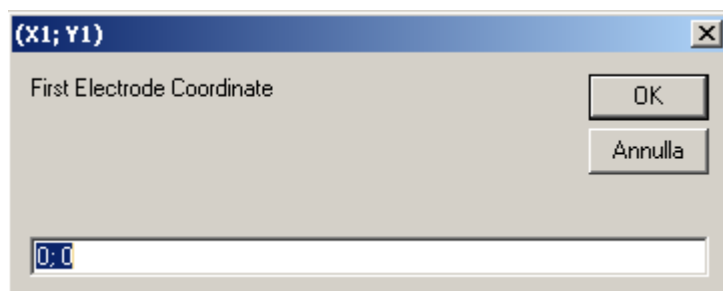 (X1; Y1)
First Electrode Coordinate
OK
Annulla
0; 0